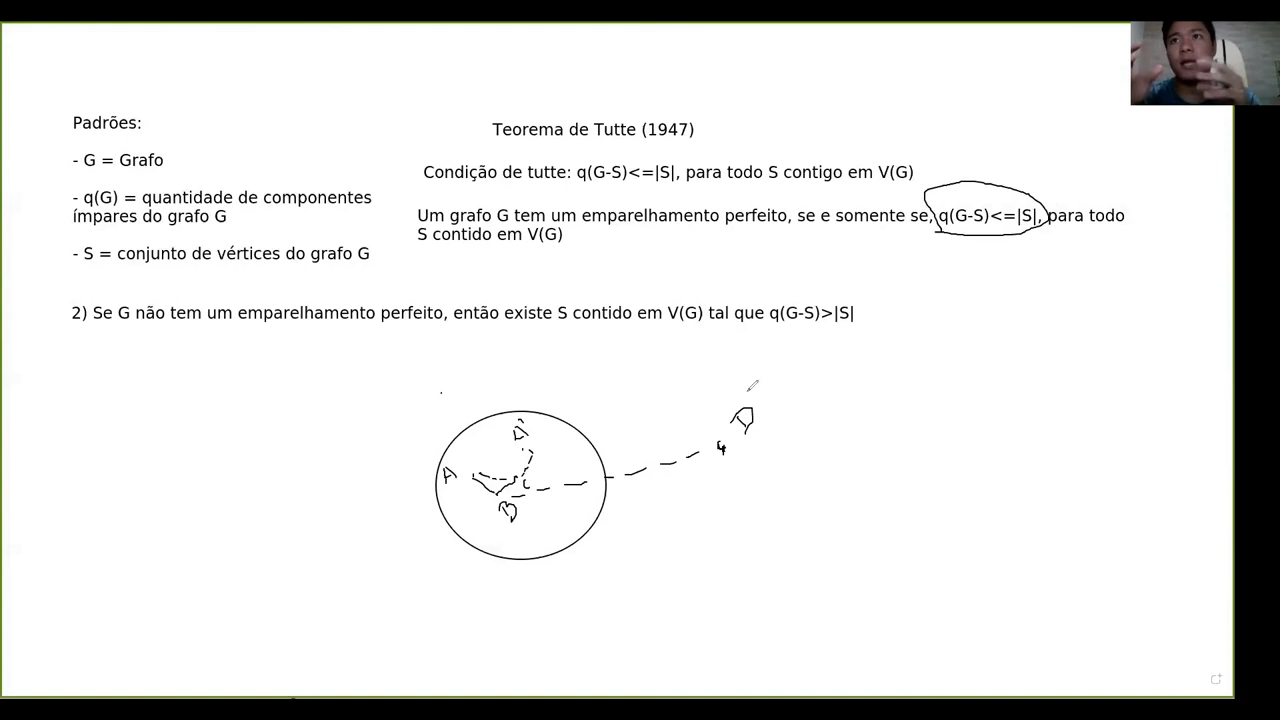 Padrões:
- G = Grafo
- q(G) = quantidade de componentes
ímpares do grafo G
- S = conjunto de vértices do grafo G
Teorema de Tutte (1947)
Condição de tutte: q(G-S)<=|S|, para todo S contigo em V(G)
Um grafo G tem um emparelhamento perfeito, se e somente se, q(G-S)<=|S|, para todo
S contido em V(G)
2) Se G não tem um emparelhamento perfeito, então existe S contido em V(G) tal que q(G-S)>|S|
D
D
A
C
B